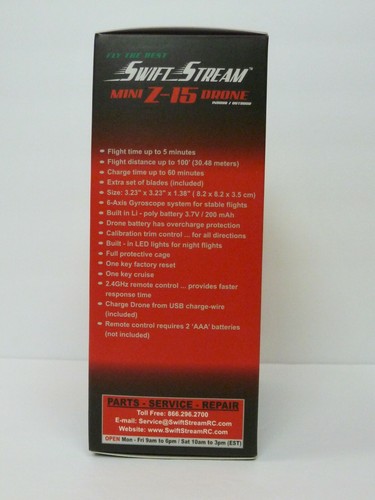 FLY THE BEST
SWIFT STREAM™
MINI Z-15 DRONE
INDOOR / OUTDOOR
Flight time up to 5 minutes
Flight distance up to 100' (30.48 meters)
Charge time up to 60 minutes
Extra set of blades (included)
Size: 3.23" x 3.23" x 1.38" ( 8.2 x 8.2 x 3.5 cm)
6-Axis Gyroscope system for stable flights
Built in Li - poly battery 3.7V / 200 mAh
Drone battery has overcharge protection
Calibration trim control ... for all directions
Built - in LED lights for night flights
Full protective cage
One key factory reset
One key cruise
2.4GHz remote control ... provides faster
response time
Charge Drone from USB charge-wire
(included)
Remote control requires 2 'AAA' batteries
(not included)
PARTS - SERVICE - REPAIR
Toll Free: 866.296.2700
E-mail: Service@SwiftStreamRC.com
Website: www.SwiftStreamRC.com
OPEN Mon - Fri 9am to 6pm / Sat 10am to 3pm (EST)